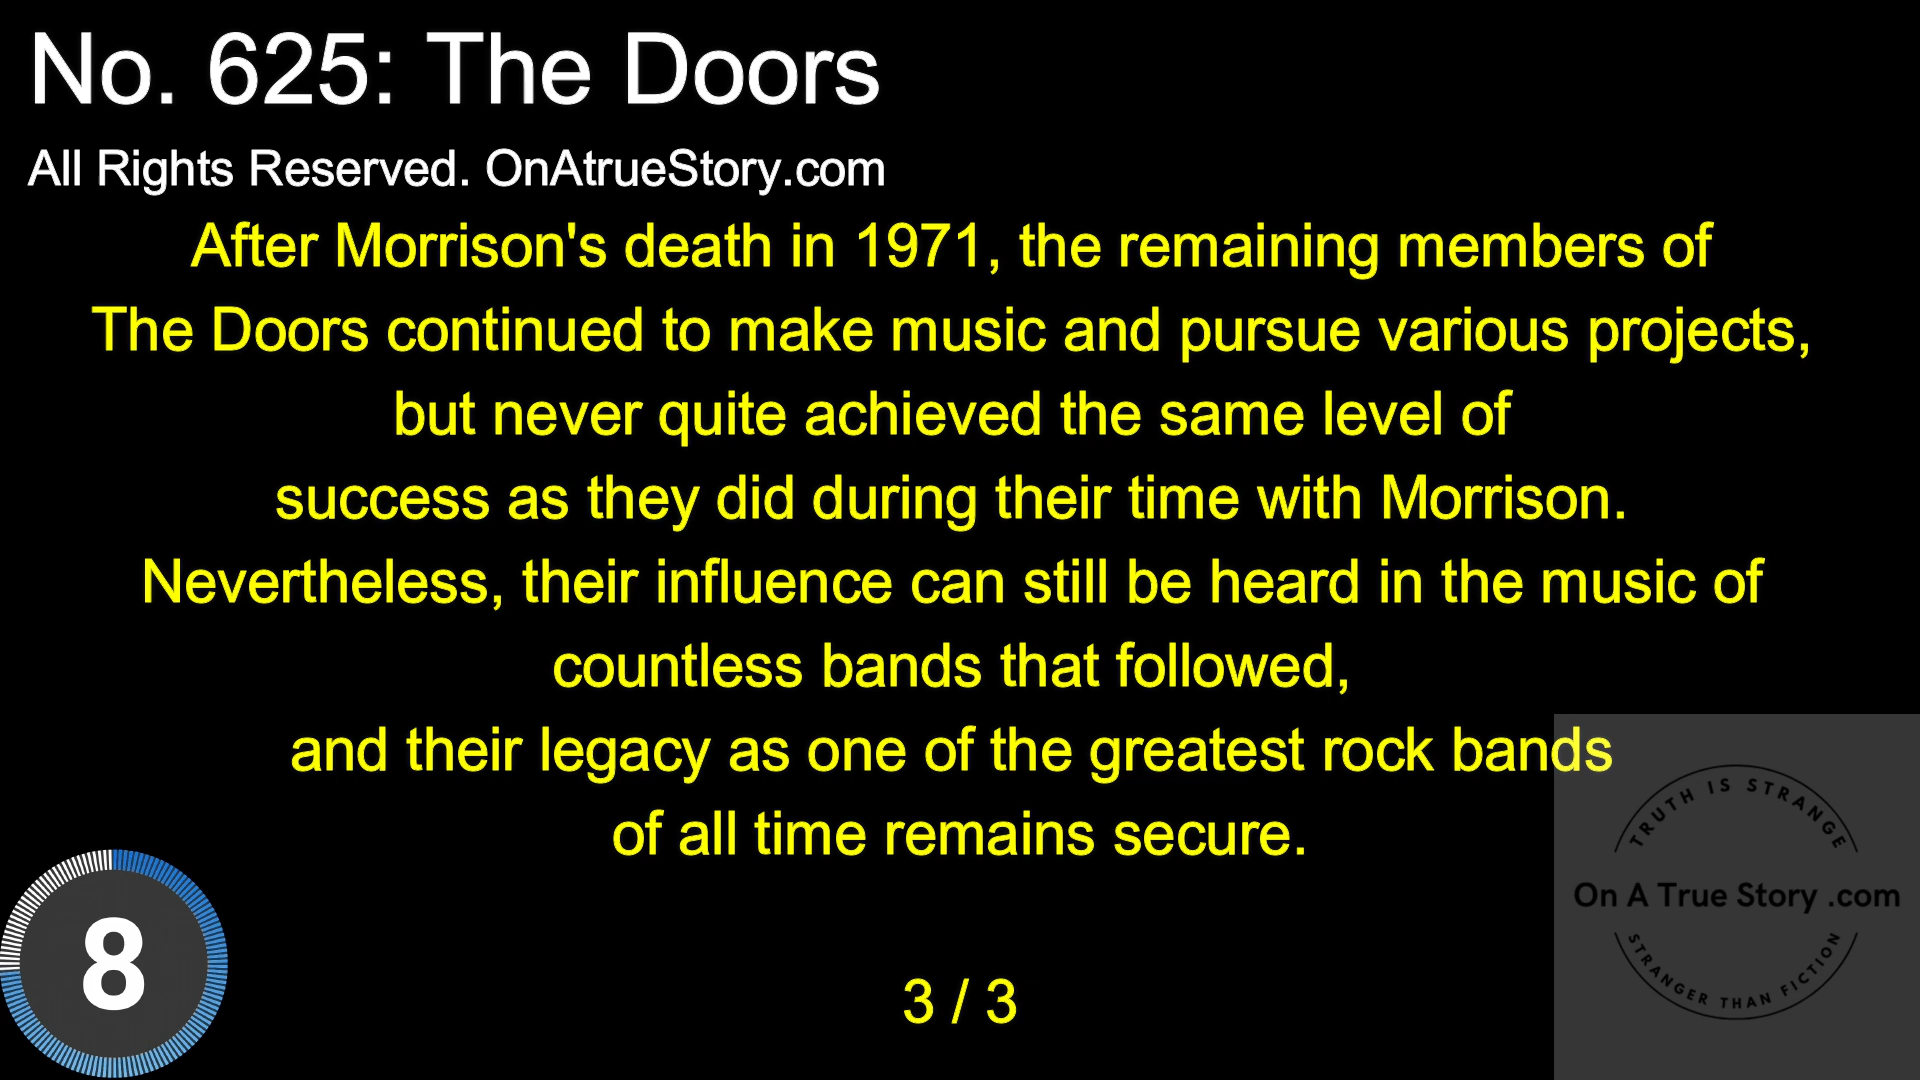 No. 625: The Doors
All Rights Reserved. OnAtrueStory.com
After Morrison's death in 1971, the remaining members of
The Doors continued to make music and pursue various projects,
but never quite achieved the same level of
success as they did during their time with Morrison.
Nevertheless, their influence can still be heard in the music of
countless bands that followed,
and their legacy as one of the greatest rock bands
of all time remains secure.
TRUTH IS STRANGE
On A True Story .com
STRANGER THAN FICTION
8
3 / 3